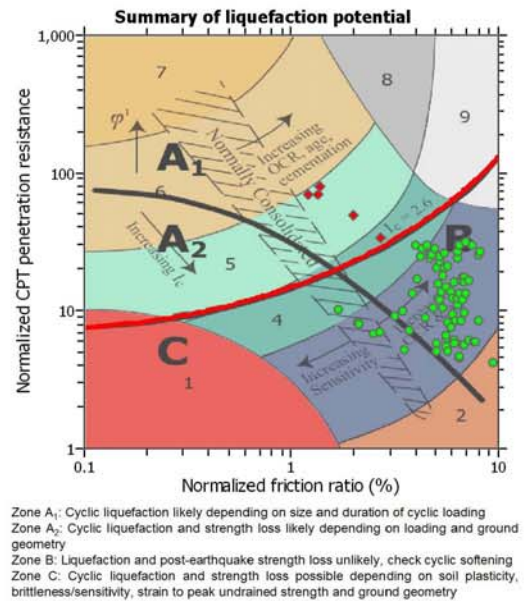 Summary of liquefaction potential
Normalized CPT penetration resistance
1,000
100
10
1
7
8
9
φ'
A1
Increasing
OCR, age,
cementation
Normally Consolidated
6
Ic = 2.6
A2
Increasing Ic
5
B
4
C
1
Increasing
Sensitivity
2
0.1
1
10
Normalized friction ratio (%)
Zone A1: Cyclic liquefaction likely depending on size and duration of cyclic loading
Zone A2: Cyclic liquefaction and strength loss likely depending on loading and ground
geometry
Zone B: Liquefaction and post-earthquake strength loss unlikely, check cyclic softening
Zone C: Cyclic liquefaction and strength loss possible depending on soil plasticity,
brittleness/sensitivity, strain to peak undrained strength and ground geometry